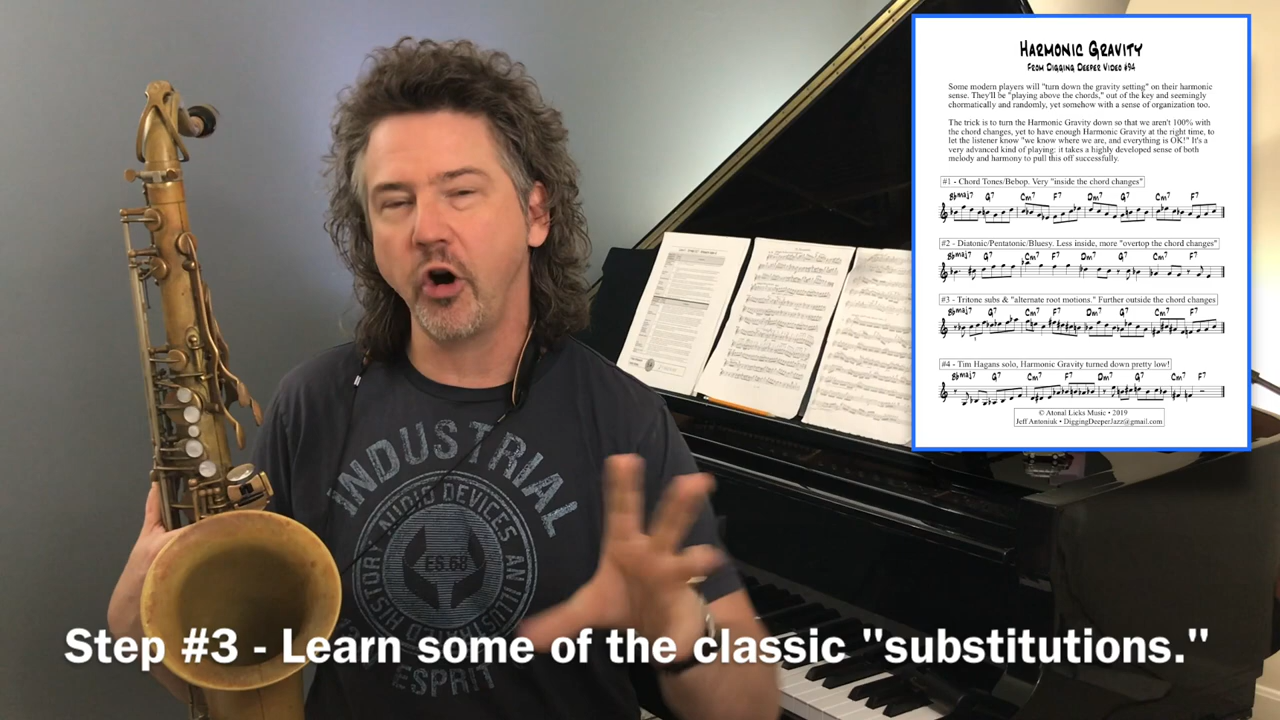 HARMONIC GRAVITY
FROM DIGGING DEEPER VIDEO #94
Some modern players will "turn down the gravity setting" on their harmonic
sense. They'll be "playing above the chords," out of the key and seemingly
chormatically and randomly, yet somehow with a sense of organization too.
The trick is to turn the Harmonic Gravity down so that we aren't 100% with
the chord changes, yet to have enough Harmonic Gravity at the right time, to
let the listener know "we know where we are, and everything is OK!" It's a
very advanced kind of playing: it takes a highly developed sense of both
melody and harmony to pull this off successfully.
#1 - Chord Tones/Bebop. Very "inside the chord changes"
Bbmaj7 G7 Cm7 F7 Dm7 G7 Cm7 F7
#2 - Diatonic/Pentatonic/Bluesy. Less inside, more "overtop the chord changes"
Bbmaj7 G7 Cm7 F7 Dm7 G7 Cm7 F7
#3 - Tritone subs & "alternate root motions." Further outside the chord changes
Bbmaj7 G7 Cm7 F7 Dm7 G7 Cm7 F7
#4 - Tim Hagans solo, Harmonic Gravity turned down pretty low!
Bbmaj7 G7 Cm7 F7 Dm7 G7 Cm7 F7
© Atonal Licks Music • 2019
Jeff Antoniuk • DiggingDeeperJazz@gmail.com
INDUSTRIAL
AUDIO DEVICES, AN ILLUSTRATED HISTORY
ESPRIT
Step #3 - Learn some of the classic "substitutions."